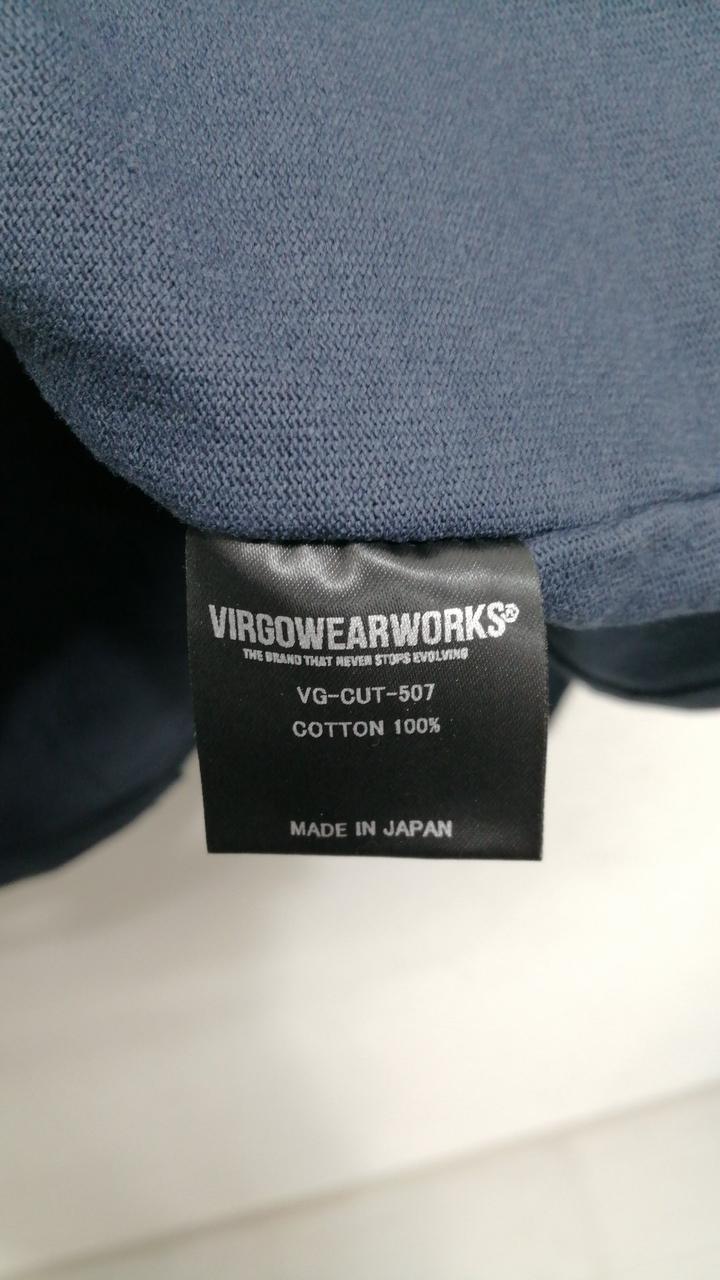 VIRGOWEARWORKS®
THE BRAND THAT NEVER STOPS EVOLVING
VG-CUT-507
COTTON 100%
MADE IN JAPAN